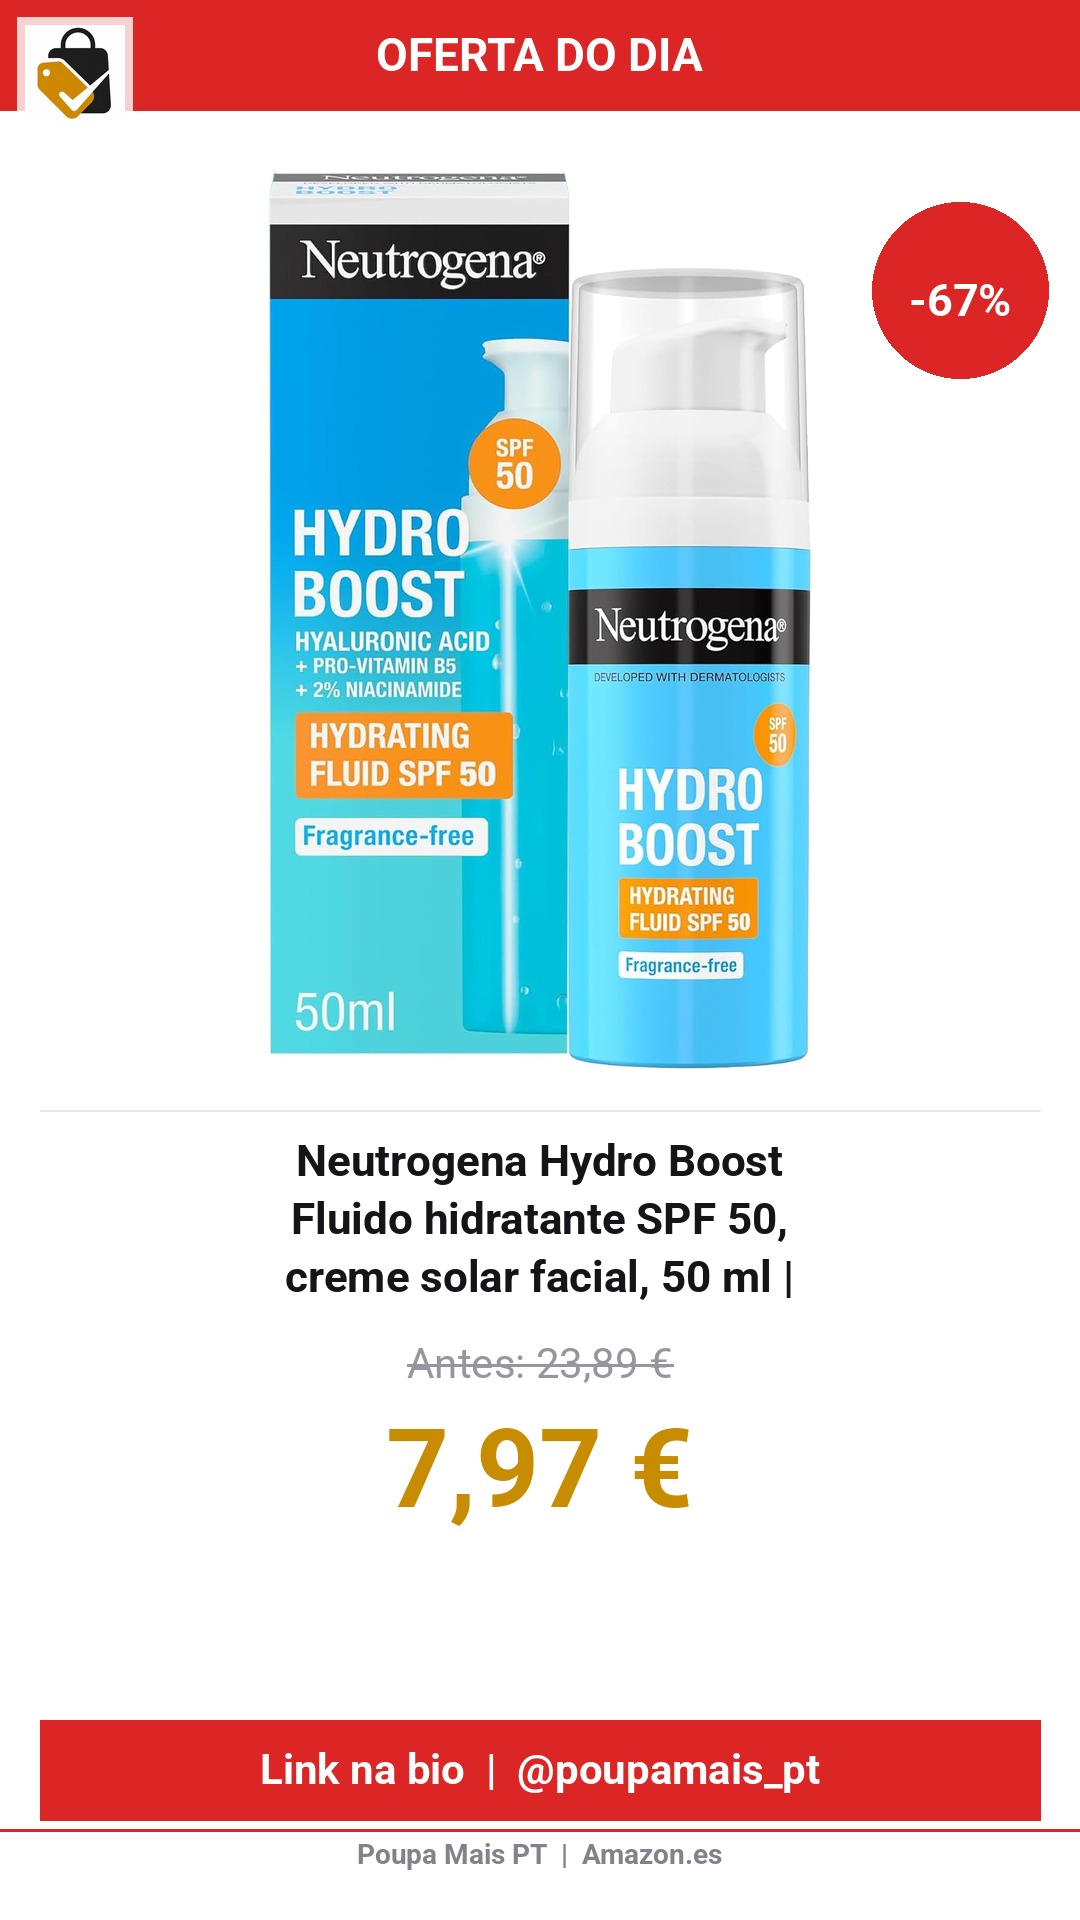 OFERTA DO DIA
-67%
Neutrogena
HYDRO
BOOST
Neutrogena®
SPF
50
HYDRO
BOOST
HYALURONIC ACID
+ PRO-VITAMIN B5
+ 2% NIACINAMIDE
HYDRATING
FLUID SPF 50
Fragrance-free
50ml
Neutrogena®
DEVELOPED WITH DERMATOLOGISTS
SPF
50
HYDRO
BOOST
HYDRATING
FLUID SPF 50
Fragrance-free
Neutrogena Hydro Boost
Fluido hidratante SPF 50,
creme solar facial, 50 ml |
Antes: 23,89 €
7,97 €
Link na bio | @poupamais_pt
Poupa Mais PT | Amazon.es